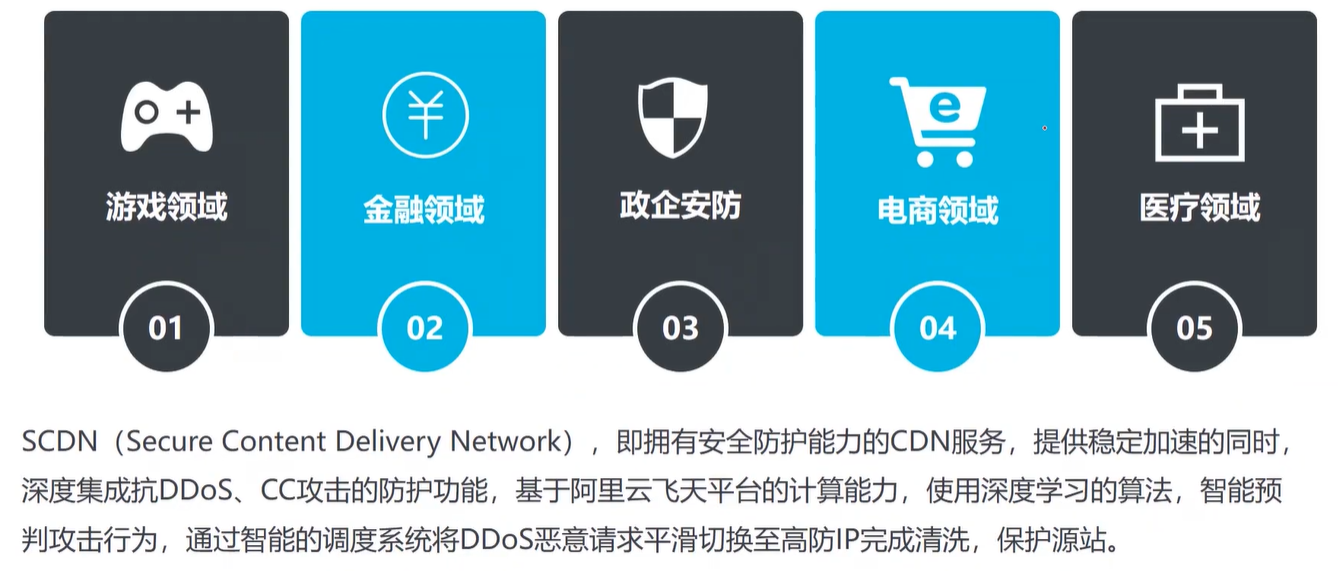 游戏领域
金融领域
政企安防
电商领域
医疗领域
01
02
03
04
05
SCDN（Secure Content Delivery Network），即拥有安全防护能力的CDN服务，提供稳定加速的同时，
深度集成抗DDoS、CC攻击的防护功能，基于阿里云飞天平台的计算能力，使用深度学习的算法，智能预
判攻击行为，通过智能的调度系统将DDoS恶意请求平滑切换至高防IP完成清洗，保护源站。